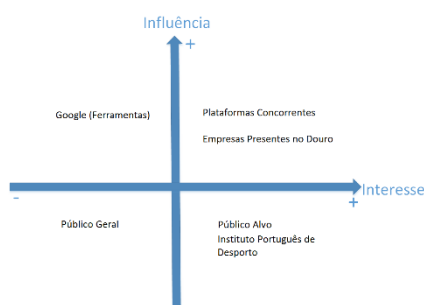 Influência
+
Google (Ferramentas)
Plataformas Concorrentes
Empresas Presentes no Douro
Interesse
-
+
Público Geral
Público Alvo
Instituto Português de
Desporto